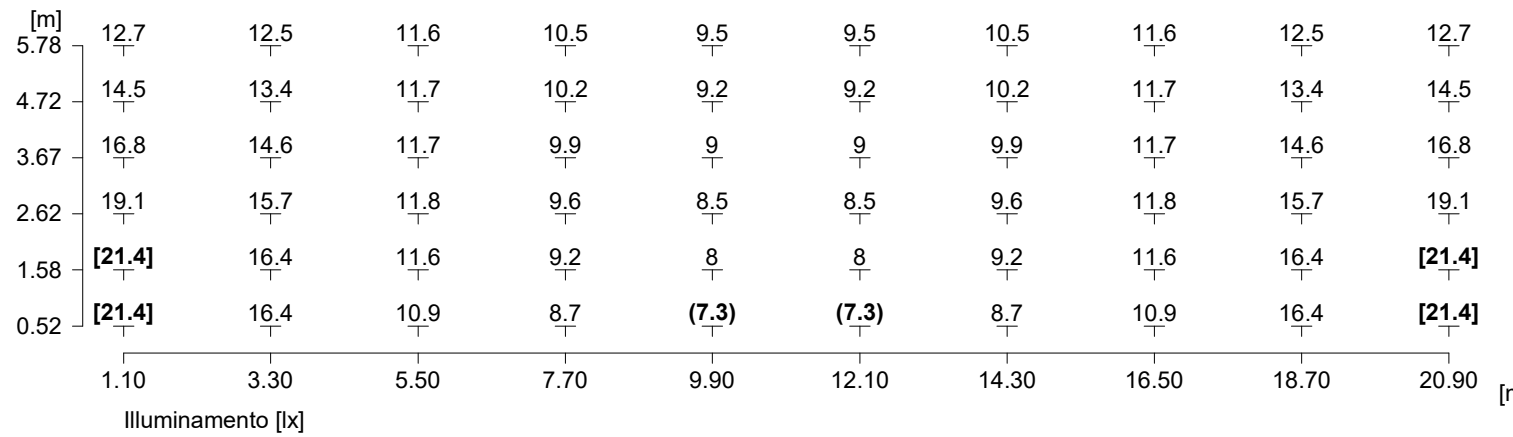 [m]
5.78 12.7 12.5 11.6 10.5 9.5 9.5 10.5 11.6 12.5 12.7
4.72 14.5 13.4 11.7 10.2 9.2 9.2 10.2 11.7 13.4 14.5
3.67 16.8 14.6 11.7 9.9 9 9 9.9 11.7 14.6 16.8
2.62 19.1 15.7 11.8 9.6 8.5 8.5 9.6 11.8 15.7 19.1
1.58 [21.4] 16.4 11.6 9.2 8 8 9.2 11.6 16.4 [21.4]
0.52 [21.4] 16.4 10.9 8.7 (7.3) (7.3) 8.7 10.9 16.4 [21.4]
1.10 3.30 5.50 7.70 9.90 12.10 14.30 16.50 18.70 20.90
Illuminamento [lx]